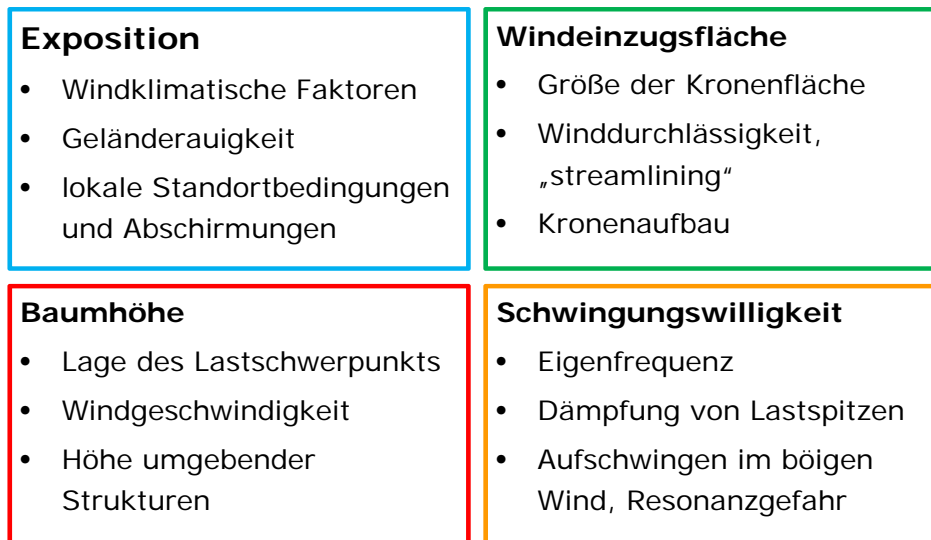 Exposition
• Windklimatische Faktoren
• Geländerauigkeit
• lokale Standortbedingungen
und Abschirmungen
Windeinzugsfläche
• Größe der Kronenfläche
• Winddurchlässigkeit,
„streamlining“
• Kronenaufbau
Baumhöhe
• Lage des Lastschwerpunkts
• Windgeschwindigkeit
• Höhe umgebender
Strukturen
Schwingungswilligkeit
• Eigenfrequenz
• Dämpfung von Lastspitzen
• Aufschwingen im böigen
Wind, Resonanzgefahr